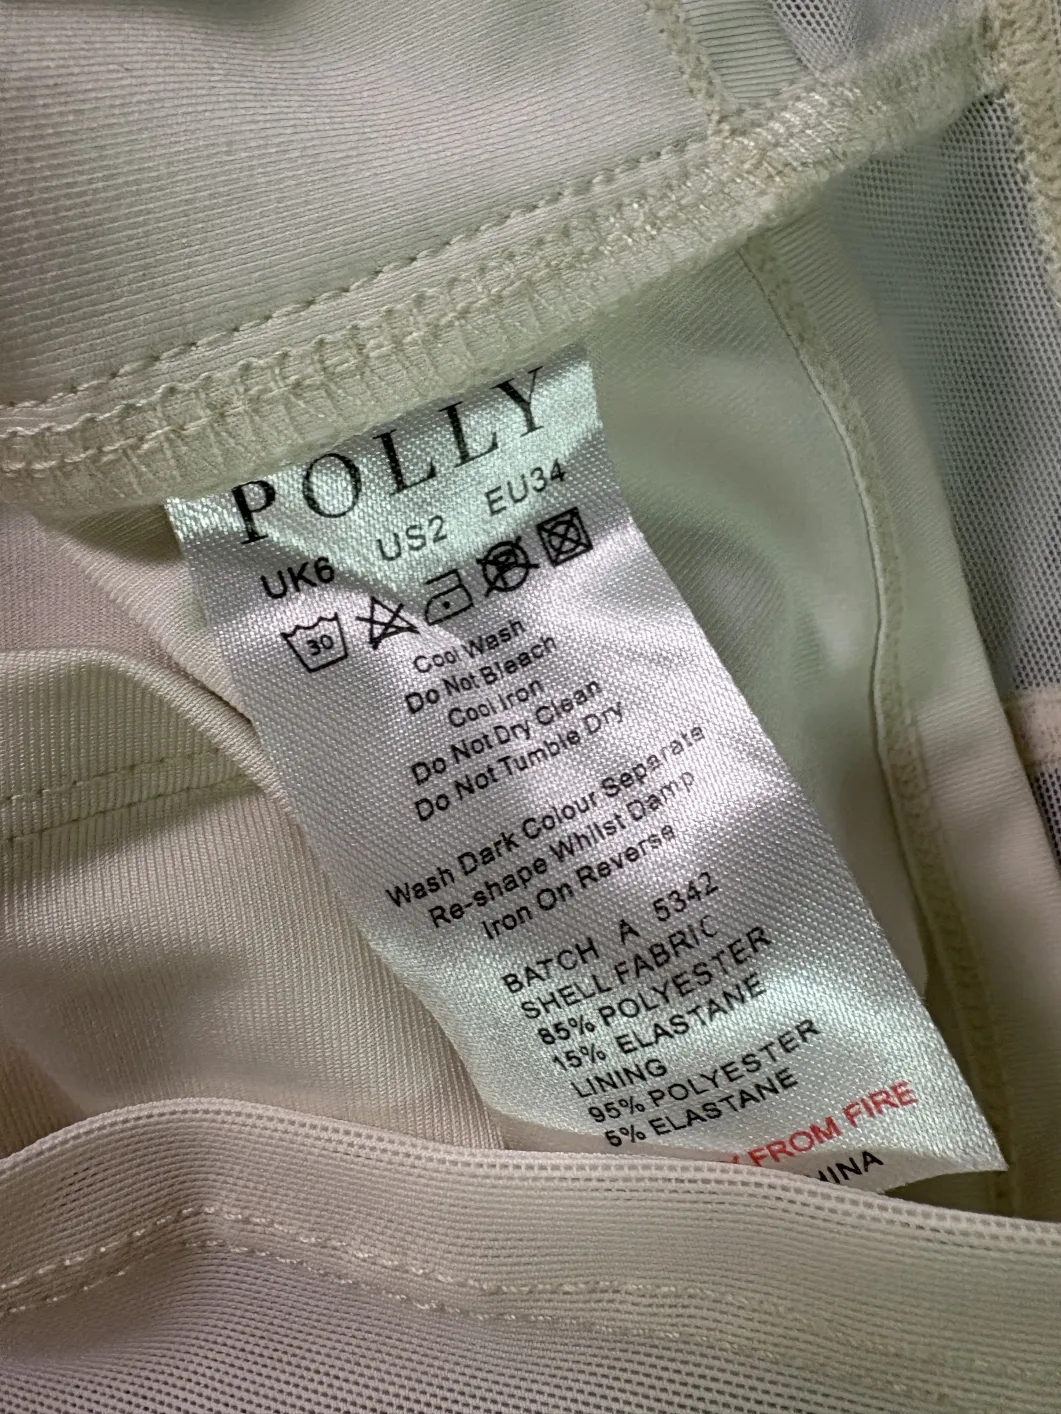 POLLY
UK6 US2 EU34
30
Cool Wash
Do Not Bleach
Cool Iron
Do Not Dry Clean
Do Not Tumble Dry
Wash Dark Colour Separate
Re-shape Whilst Damp
Iron On Reverse
BATCH A 5342
SHELL FABRIC
85% POLYESTER
15% ELASTANE
LINING
95% POLYESTER
5% ELASTANE
FROM FIRE